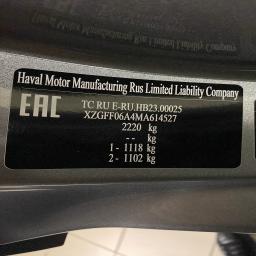 Haval Motor Manufacturing Rus Limited Liability Company
EAC
TC RU E-RU.HB23.00025
XZGFF06A4MA614527
2220 kg
-- kg
1 - 1118 kg
2 - 1102 kg